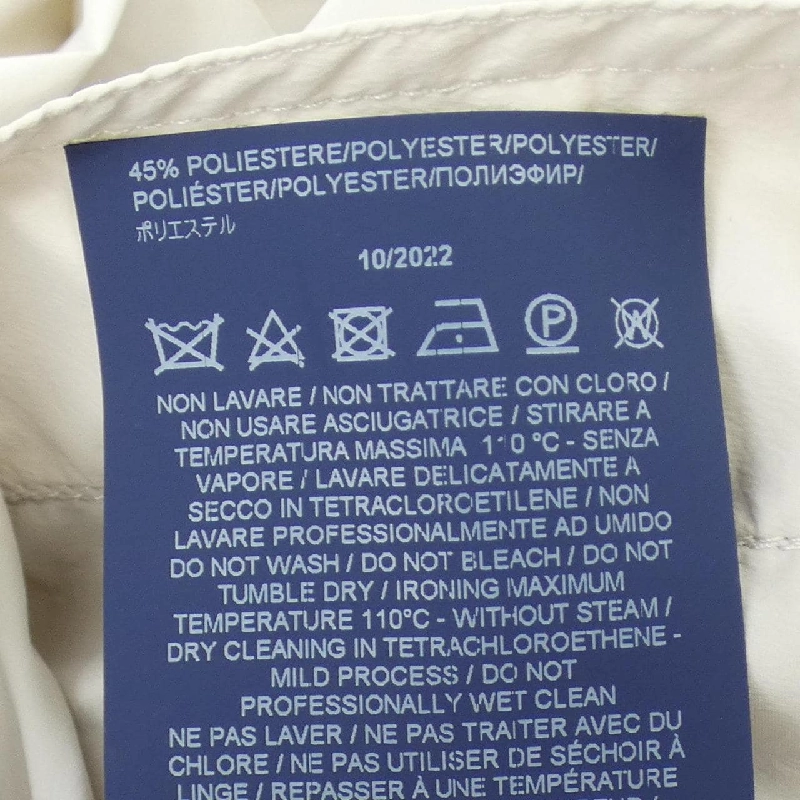 45% POLIESTERE/POLYESTER/POLYESTER/
POLIÉSTER/POLYESTER/ПОЛИЭФИР/
ポリエステル
10/2022
P
W
NON LAVARE / NON TRATTARE CON CLORO /
NON USARE ASCIUGATRICE / STIRARE A
TEMPERATURA MASSIMA 110 °C - SENZA
VAPORE / LAVARE DELICATAMENTE A
SECCO IN TETRACLOROETILENE / NON
LAVARE PROFESSIONALMENTE AD UMIDO
DO NOT WASH / DO NOT BLEACH / DO NOT
TUMBLE DRY / IRONING MAXIMUM
TEMPERATURE 110°C - WITHOUT STEAM /
DRY CLEANING IN TETRACHLOROETHENE -
MILD PROCESS / DO NOT
PROFESSIONALLY WET CLEAN
NE PAS LAVER / NE PAS TRAITER AVEC DU
CHLORE / NE PAS UTILISER DE SÉCHOIR À
LINGE / REPASSER À UNE TEMPÉRATURE